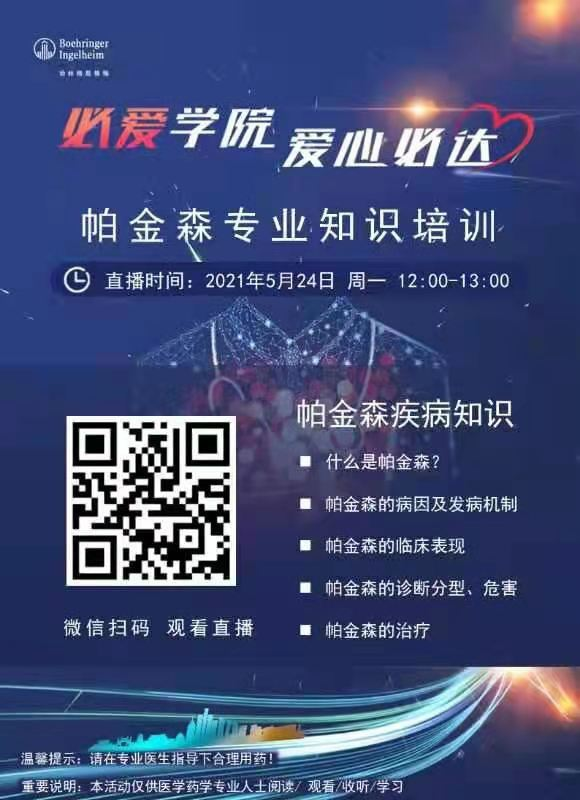 Boehringer
Ingelheim
勃林格殷格翰
必爱学院 爱心必达
帕金森专业知识培训
直播时间：2021年5月24日 周一 12:00-13:00
帕金森疾病知识
■ 什么是帕金森？
■ 帕金森的病因及发病机制
■ 帕金森的临床表现
■ 帕金森的诊断分型、危害
■ 帕金森的治疗
微信扫码 观看直播
温馨提示：请在专业医生指导下合理用药！
重要说明：本活动仅供医学药学专业人士阅读/ 观看/收听/学习